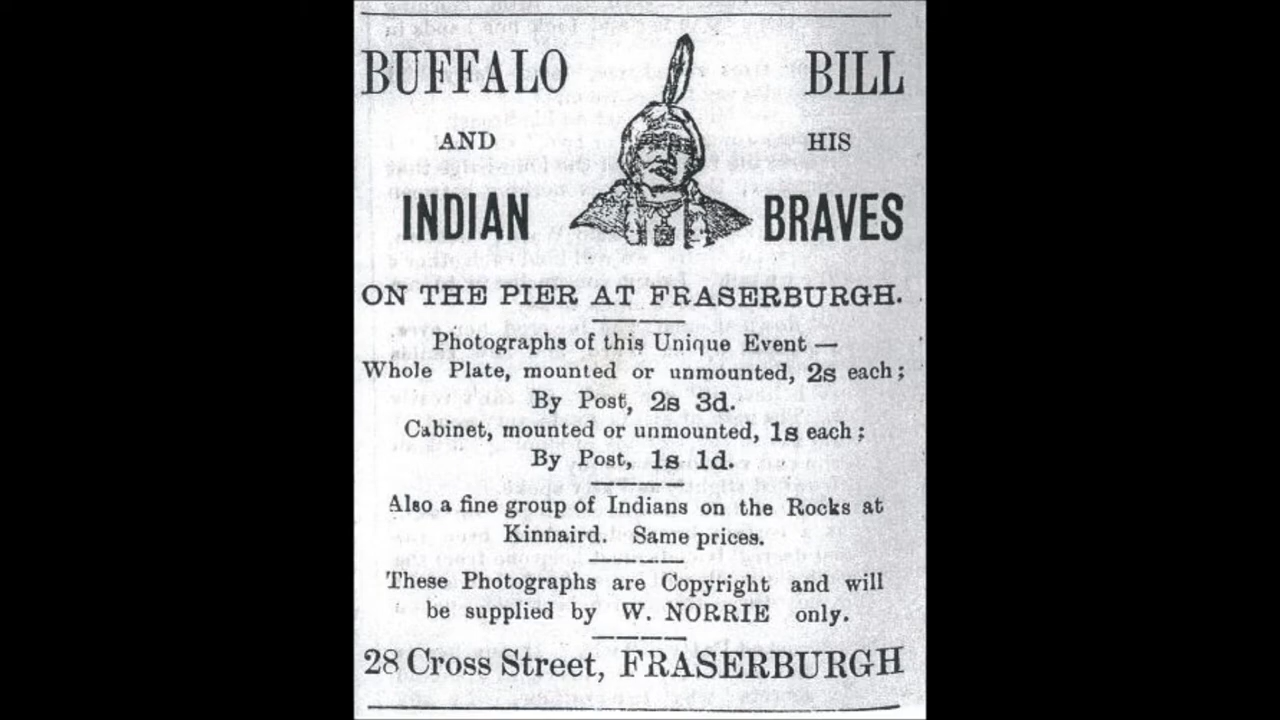 BUFFALO BILL
AND HIS
INDIAN BRAVES
ON THE PIER AT FRASERBURGH.
Photographs of this Unique Event —
Whole Plate, mounted or unmounted, 2s each;
By Post, 2s 3d.
Cabinet, mounted or unmounted, 1s each;
By Post, 1s 1d.
Also a fine group of Indians on the Rocks at
Kinnaird. Same prices.
These Photographs are Copyright and will
be supplied by W. NORRIE only.
28 Cross Street, FRASERBURGH